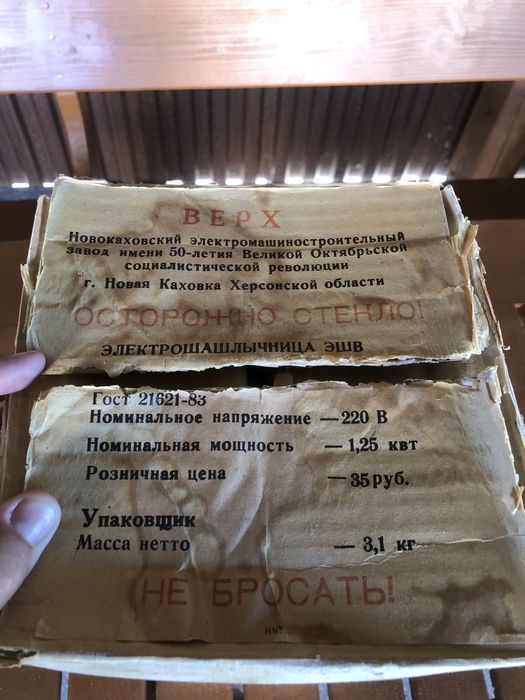 ВЕРХ
Новокаховский электромашиностроительный
завод имени 50-летия Великой Октябрьской
социалистической революции
г. Новая Каховка Херсонской области
ОСТОРОЖНО СТЕКЛО!
ЭЛЕКТРОШАШЛЫЧНИЦА ЭШВ
Гост 21621-83
Номинальное напряжение — 220 В
Номинальная мощность — 1,25 квт
Розничная цена — 35 руб.
Упаковщик
Масса нетто — 3,1 кг
НЕ БРОСАТЬ!